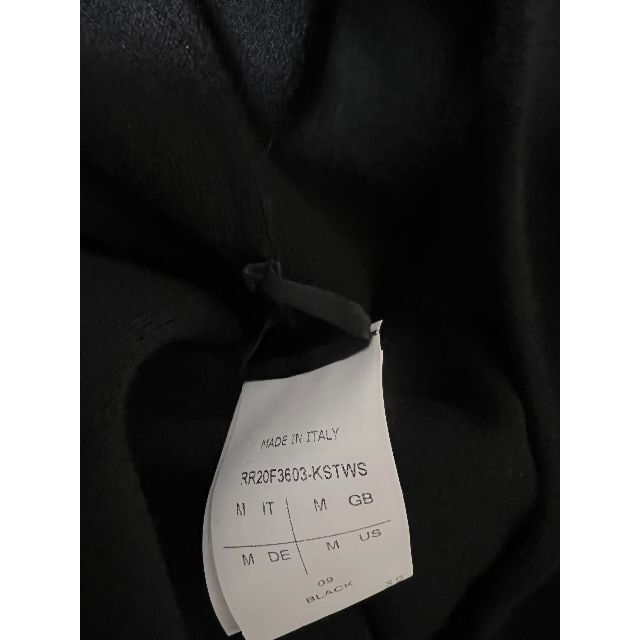 MADE IN ITALY
RR20F3603-KSTWS
M IT M GB
M DE M US
09
BLACK